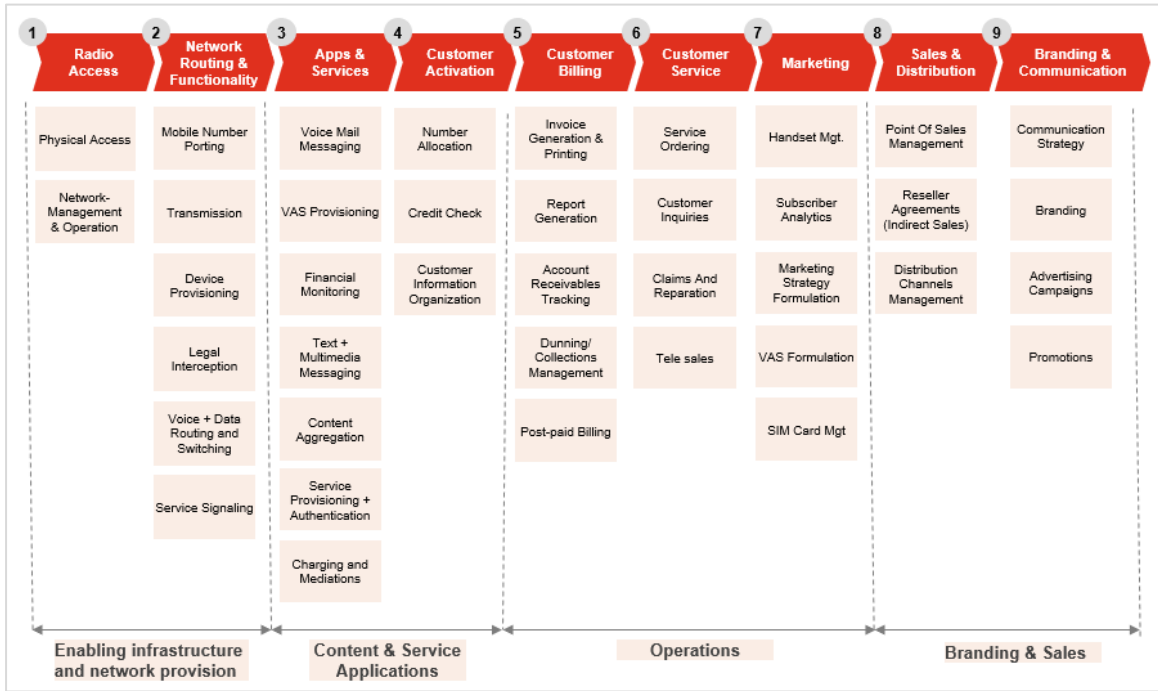 1
Radio
Access
2
Network
Routing &
Functionality
3
Apps &
Services
4
Customer
Activation
5
Customer
Billing
6
Customer
Service
7
Marketing
8
Sales &
Distribution
9
Branding &
Communication
Physical Access
Network-
Management
& Operation
Mobile Number
Porting
Transmission
Device
Provisioning
Legal
Interception
Voice + Data
Routing and
Switching
Service Signaling
Voice Mail
Messaging
VAS Provisioning
Financial
Monitoring
Text +
Multimedia
Messaging
Content
Aggregation
Service
Provisioning +
Authentication
Charging and
Mediations
Number
Allocation
Credit Check
Customer
Information
Organization
Invoice
Generation &
Printing
Report
Generation
Account
Receivables
Tracking
Dunning/
Collections
Management
Post-paid Billing
Service
Ordering
Customer
Inquiries
Claims And
Reparation
Tele sales
Handset Mgt.
Subscriber
Analytics
Marketing
Strategy
Formulation
VAS Formulation
SIM Card Mgt
Point Of Sales
Management
Reseller
Agreements
(Indirect Sales)
Distribution
Channels
Management
Communication
Strategy
Branding
Advertising
Campaigns
Promotions
Enabling infrastructure
and network provision
Content & Service
Applications
Operations
Branding & Sales